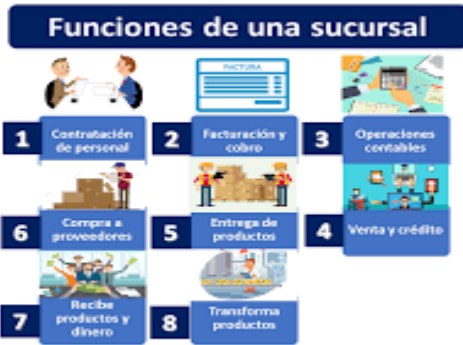 Funciones de una sucursal
FACTURA
1 Contratación
de personal
2 Facturación y
cobro
3 Operaciones
contables
6 Compra a
proveedores
5 Entrega de
productos
4 Venta y crédito
7 Recibe
productos y
dinero
8 Transforma
productos